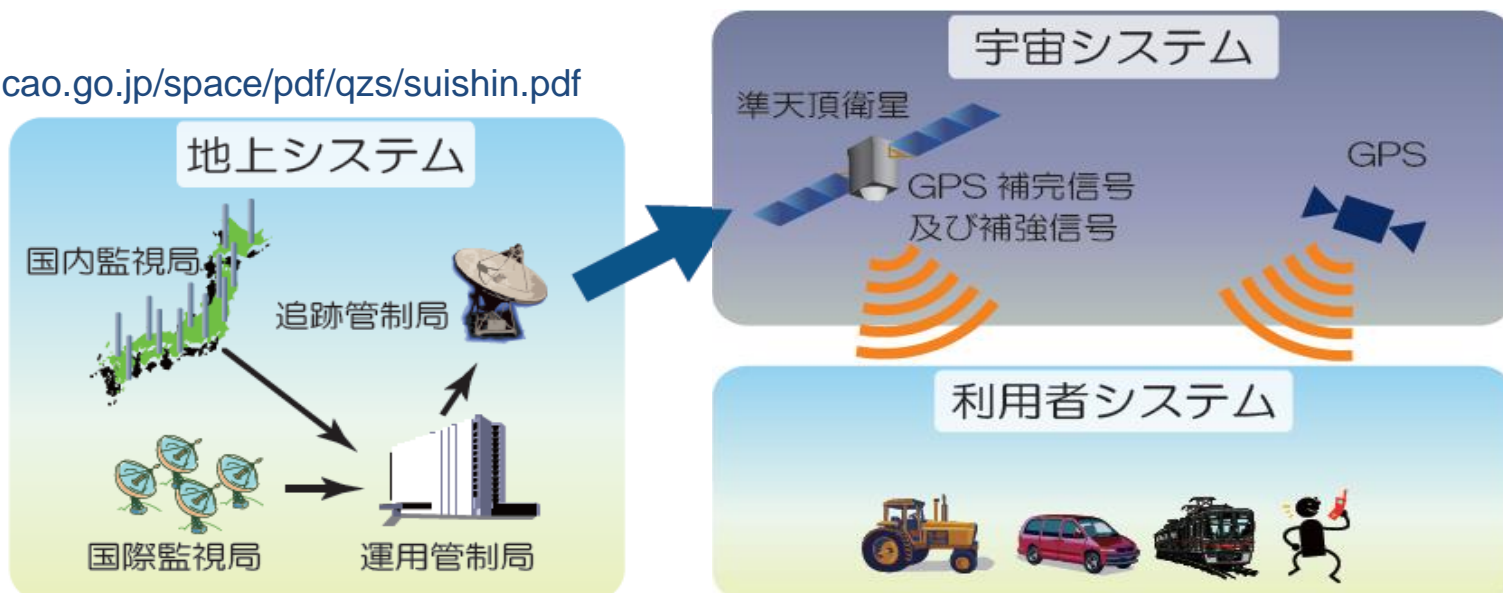 cao.go.jp/space/pdf/qzs/suishin.pdf
地上システム
国内監視局
追跡管制局
国際監視局
運用管制局
宇宙システム
準天頂衛星
GPS 補完信号
及び補強信号
GPS
利用者システム